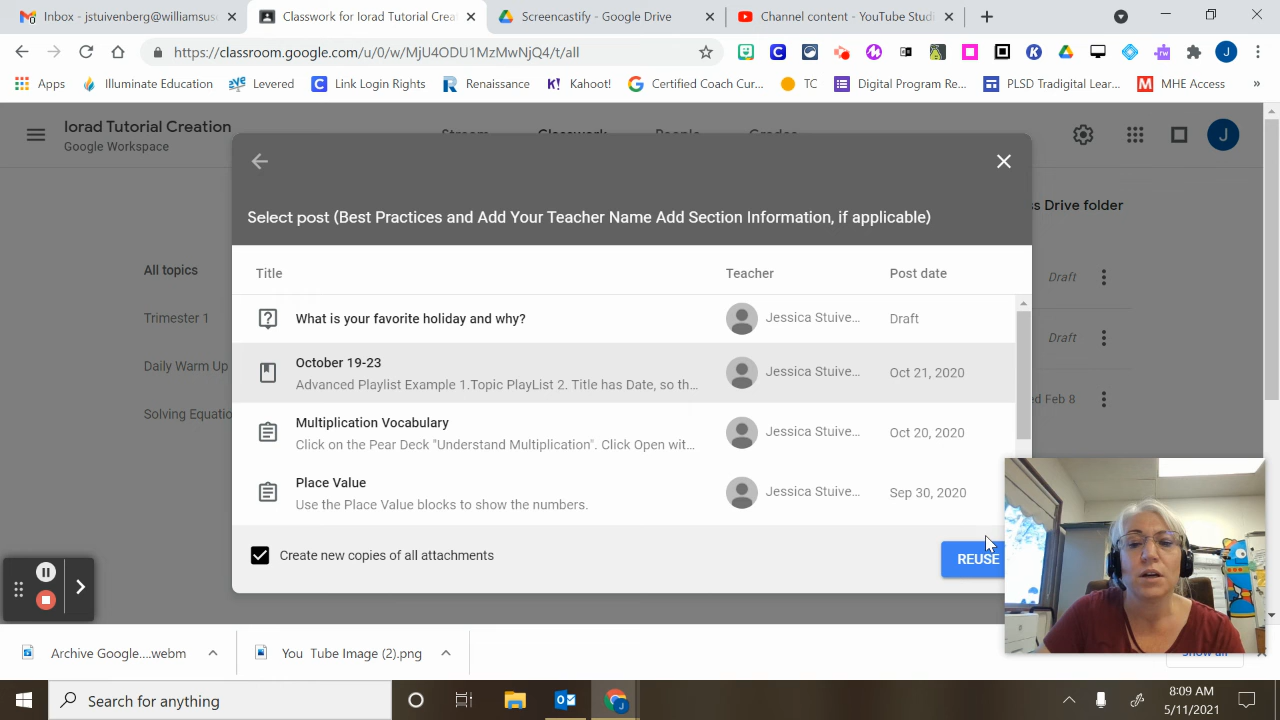 Inbox - jstuivenberg@williamsus
Classwork for Iorad Tutorial Creat
Screencastify - Google Drive
Channel content - YouTube Studi
https://classroom.google.com/u/0/w/MjU4ODU1MzMwNjQ4/t/all
Apps
Illuminate Education
Levered
Link Login Rights
Renaissance
Kahoot!
Certified Coach Cur...
TC
Digital Program Re...
PLSD Tradigital Lear...
MHE Access
Iorad Tutorial Creation
Google Workspace
Stream
Classwork
People
Grades
J
Select post (Best Practices and Add Your Teacher Name Add Section Information, if applicable)
s Drive folder
Title
Teacher
Post date
All topics
Trimester 1
Daily Warm Up
Solving Equatio
What is your favorite holiday and why?
Jessica Stuive...
Draft
Draft
October 19-23
Advanced Playlist Example 1.Topic PlayList 2. Title has Date, so th...
Jessica Stuive...
Oct 21, 2020
Draft
Multiplication Vocabulary
Click on the Pear Deck "Understand Multiplication". Click Open wit...
Jessica Stuive...
Oct 20, 2020
ed Feb 8
Place Value
Use the Place Value blocks to show the numbers.
Jessica Stuive...
Sep 30, 2020
Create new copies of all attachments
REUSE
Archive Google....webm
You Tube Image (2).png
Show all
Search for anything
8:09 AM
5/11/2021